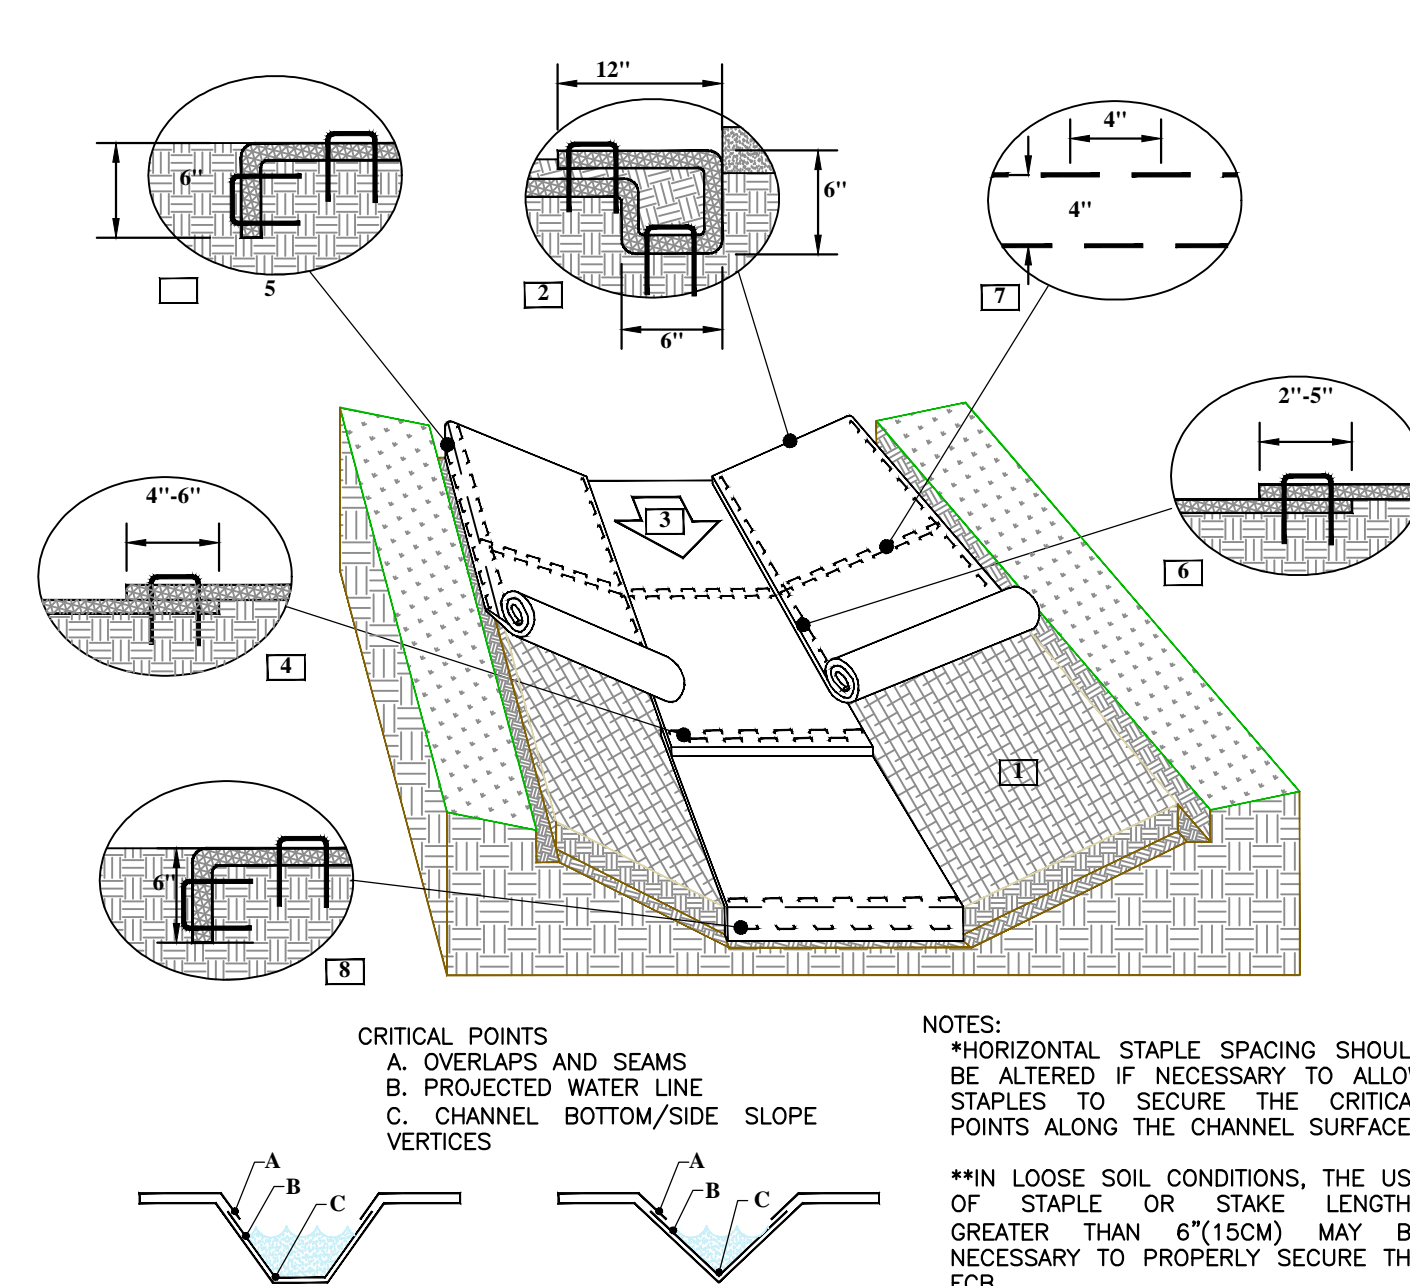 12"
6"
5
6"
6"
2
4"
4"
7
2"-5"
6
4"-6"
4
3
1
6"
8
CRITICAL POINTS
A. OVERLAPS AND SEAMS
B. PROJECTED WATER LINE
C. CHANNEL BOTTOM/SIDE SLOPE
VERTICES
A
B
C
A
B
C
NOTES:
*HORIZONTAL STAPLE SPACING SHOUL
BE ALTERED IF NECESSARY TO ALLO
STAPLES TO SECURE THE CRITICA
POINTS ALONG THE CHANNEL SURFACE
**IN LOOSE SOIL CONDITIONS, THE US
OF STAPLE OR STAKE LENGTH
GREATER THAN 6"(15CM) MAY B
NECESSARY TO PROPERLY SECURE TH